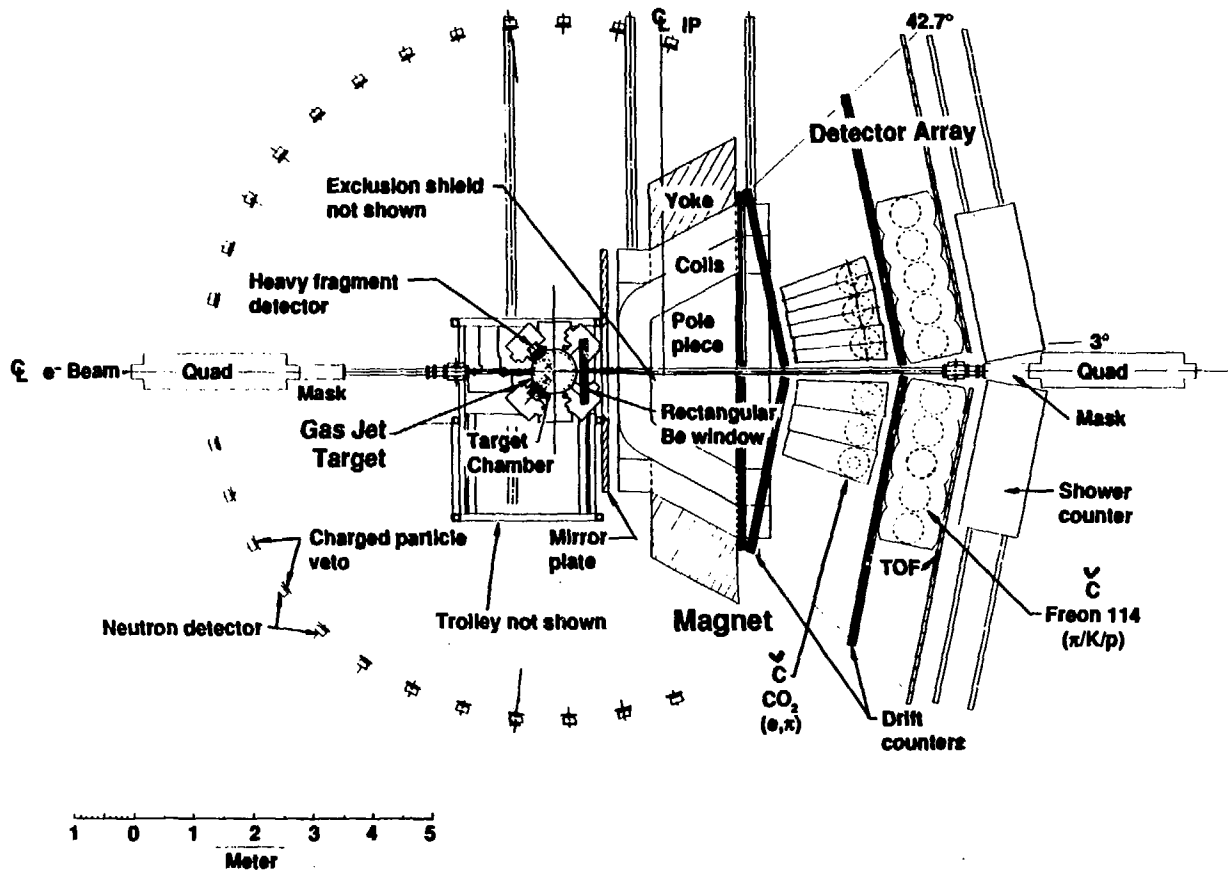 ℄ IP
42.7°
Detector Array
Exclusion shield
not shown
Yoke
Heavy fragment
detector
Coils
Pole
piece
3°
℄ e⁻ Beam
Quad
Quad
Mask
Mask
Gas Jet
Target
Target
Chamber
Rectangular
Be window
Shower
counter
Charged particle
veto
Mirror
plate
TOF
Č
Freon 114
(π/K/p)
Neutron detector
Trolley not shown
Magnet
Č
CO₂
(e,π)
Drift
counters
1 0 1 2 3 4 5
Meter